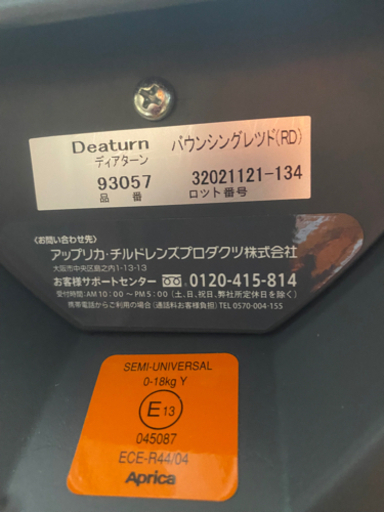 Deaturn バウンシングレッド(RD)
ディアターン
93057 32021121-134
品番 ロット番号
〈お問い合わせ先〉
アップリカ・チルドレンズプロダクツ株式会社
大阪市中央区島之内1-13-13
お客様サポートセンター 0120-415-814
受付時間:AM10:00~PM5:00(土、日、祝日、弊社所定休日を除く)
携帯電話からご利用の場合(通話料お客様負担) TEL 0570-004-155
SEMI-UNIVERSAL
0-18kg Y
E13
045087
ECE-R44/04
Aprica